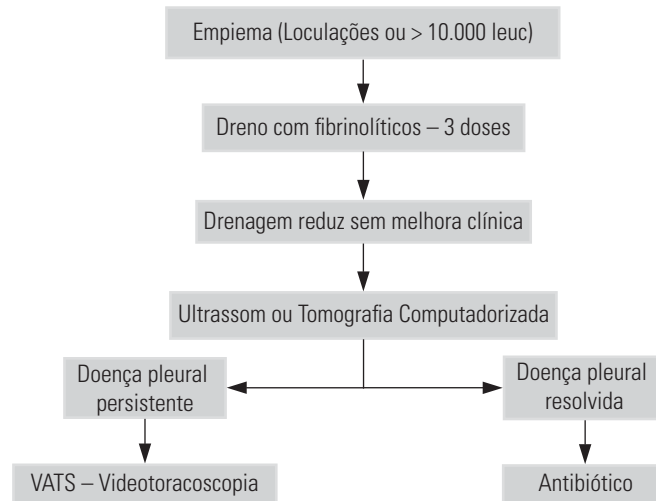 Empiema (Loculações ou > 10.000 leuc)
Dreno com fibrinolíticos – 3 doses
Drenagem reduz sem melhora clínica
Ultrassom ou Tomografia Computadorizada
Doença pleural
persistente
Doença pleural
resolvida
VATS – Videotoracoscopia
Antibiótico